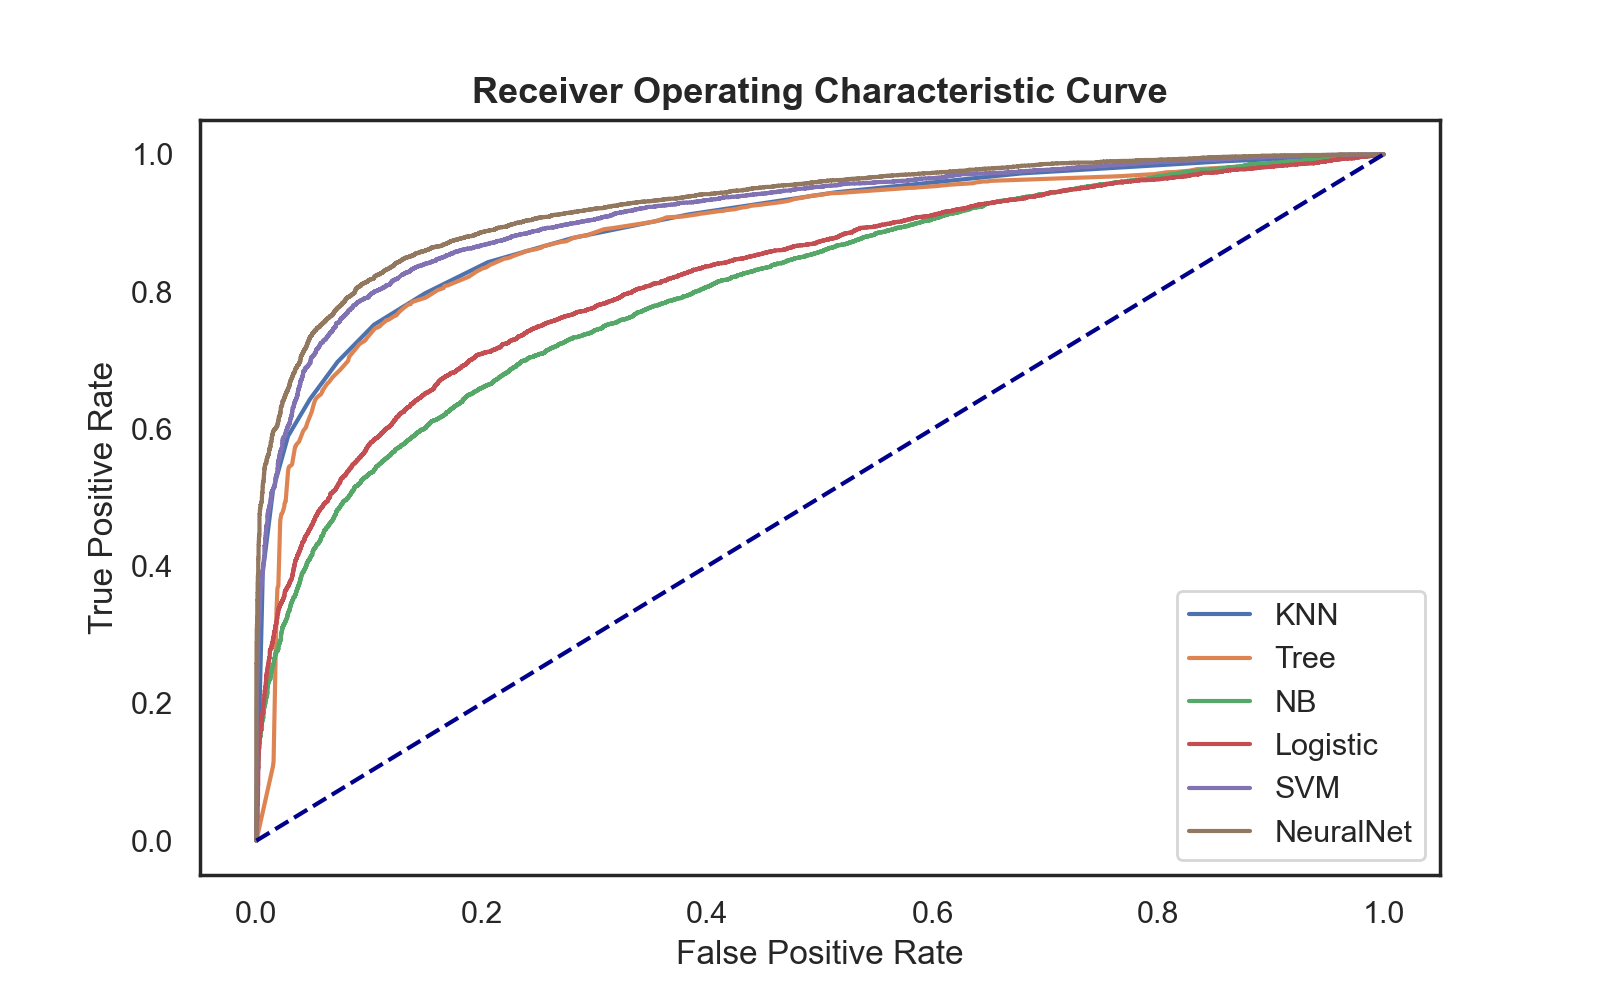 Receiver Operating Characteristic Curve
True Positive Rate
1.0
0.8
0.6
0.4
0.2
0.0
KNN
Tree
NB
Logistic
SVM
NeuralNet
0.0 0.2 0.4 0.6 0.8 1.0
False Positive Rate